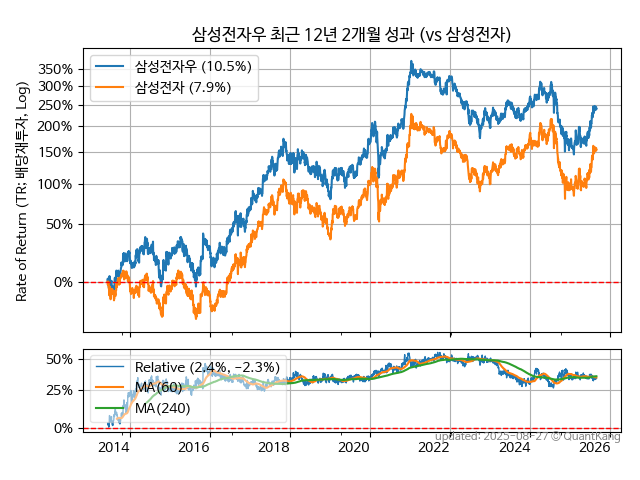 삼성전자우 최근 12년 2개월 성과 (vs 삼성전자)
Rate of Return (TR: 배당재투자, Log)
350%
300%
250%
200%
150%
100%
50%
0%
삼성전자우 (10.5%)
삼성전자 (7.9%)
50%
25%
0%
Relative (2.4%, −2.3%)
MA(60)
MA(240)
2014 2016 2018 2020 2022 2024 2026
updated: 2025-08-27 © QuantKang